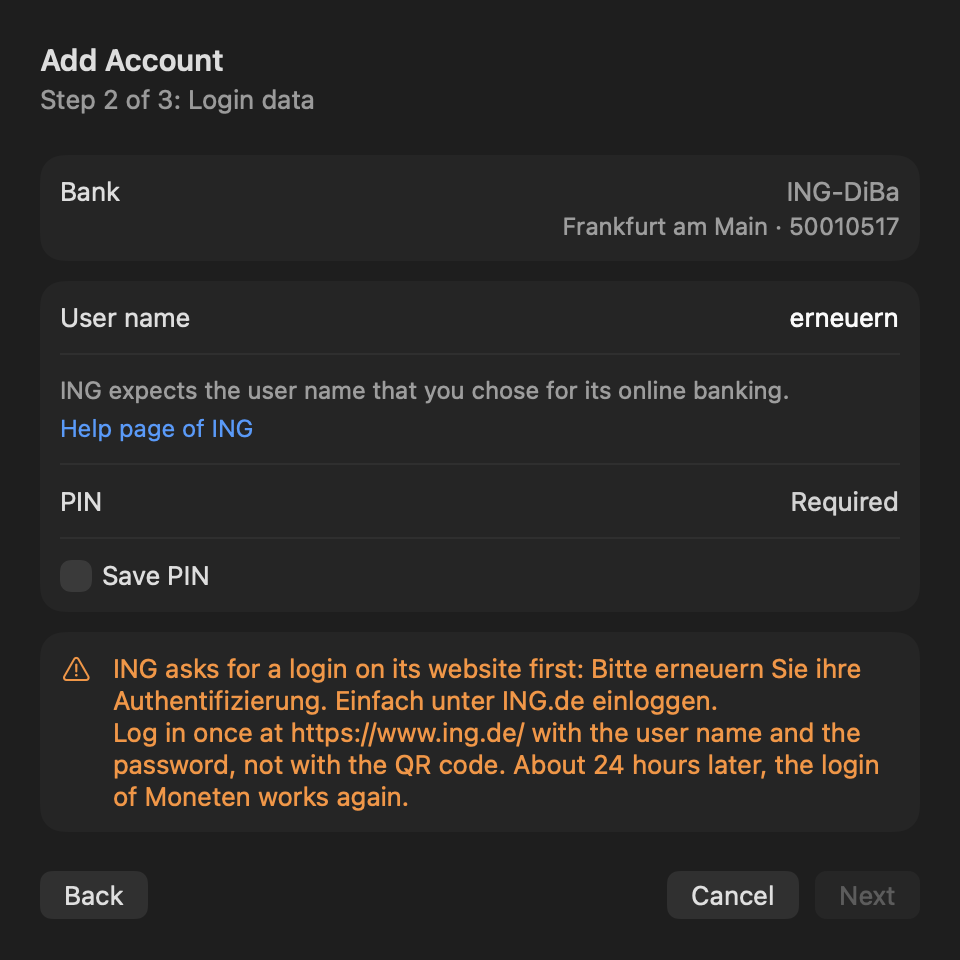 Add Account
Step 2 of 3: Login data
Bank
ING-DiBa
Frankfurt am Main · 50010517
User name
erneuern
ING expects the user name that you chose for its online banking.
Help page of ING
PIN
Required
Save PIN
ING asks for a login on its website first: Bitte erneuern Sie ihre
Authentifizierung. Einfach unter ING.de einloggen.
Log in once at https://www.ing.de/ with the user name and the
password, not with the QR code. About 24 hours later, the login
of Moneten works again.
Back
Cancel
Next